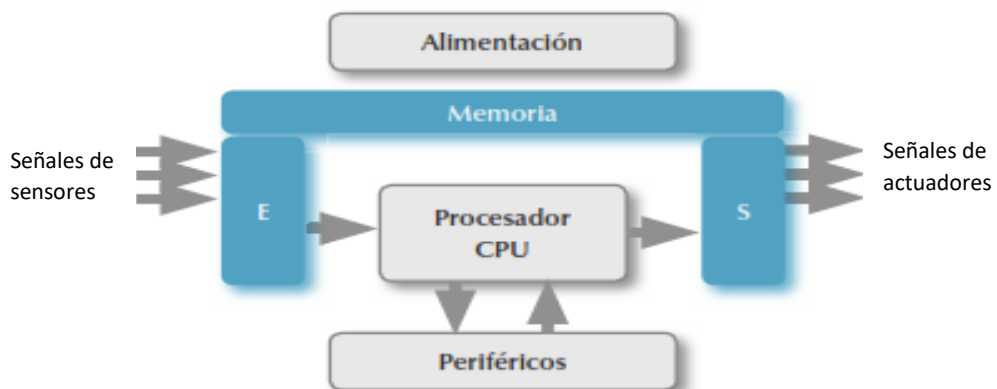 Alimentación
Memoria
Señales de
sensores
E
Procesador
CPU
S
Señales de
actuadores
Periféricos